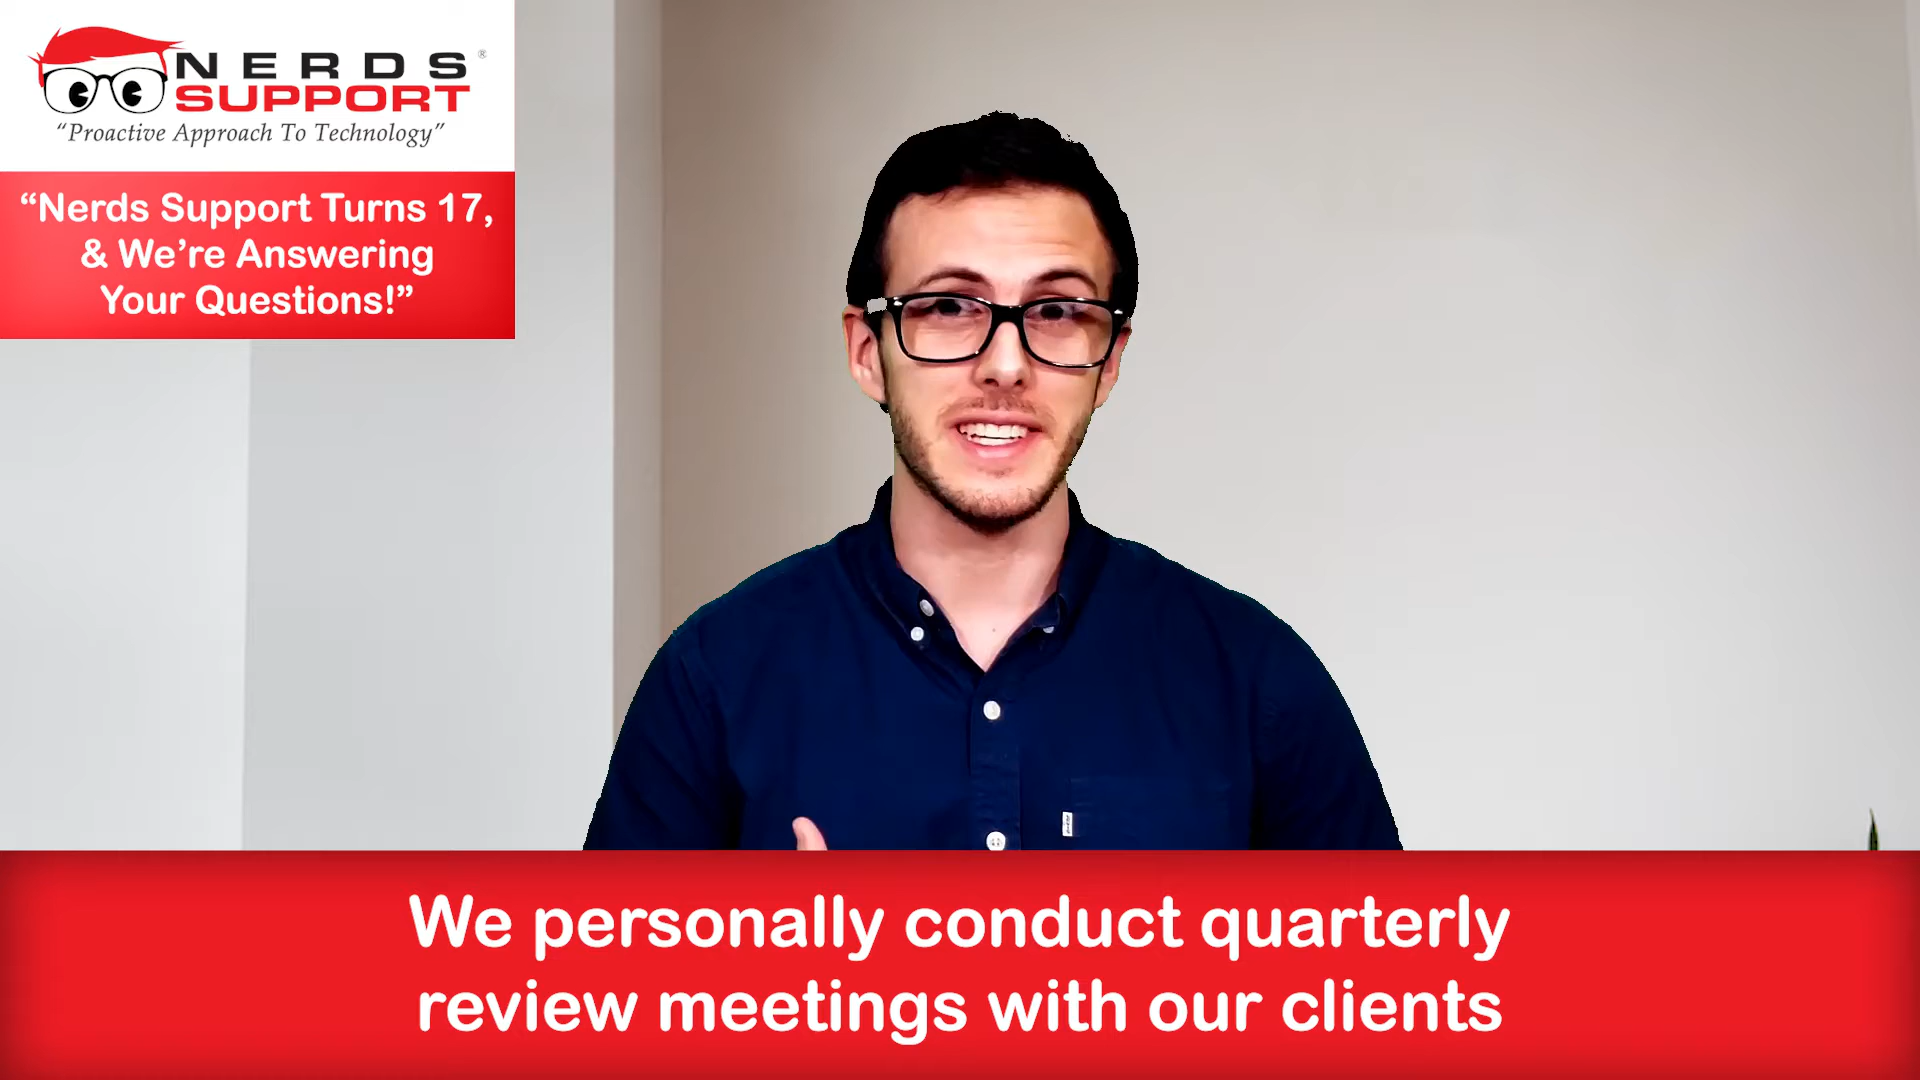 NERDS®
SUPPORT
“Proactive Approach To Technology”
“Nerds Support Turns 17,
& We’re Answering
Your Questions!”
We personally conduct quarterly
review meetings with our clients